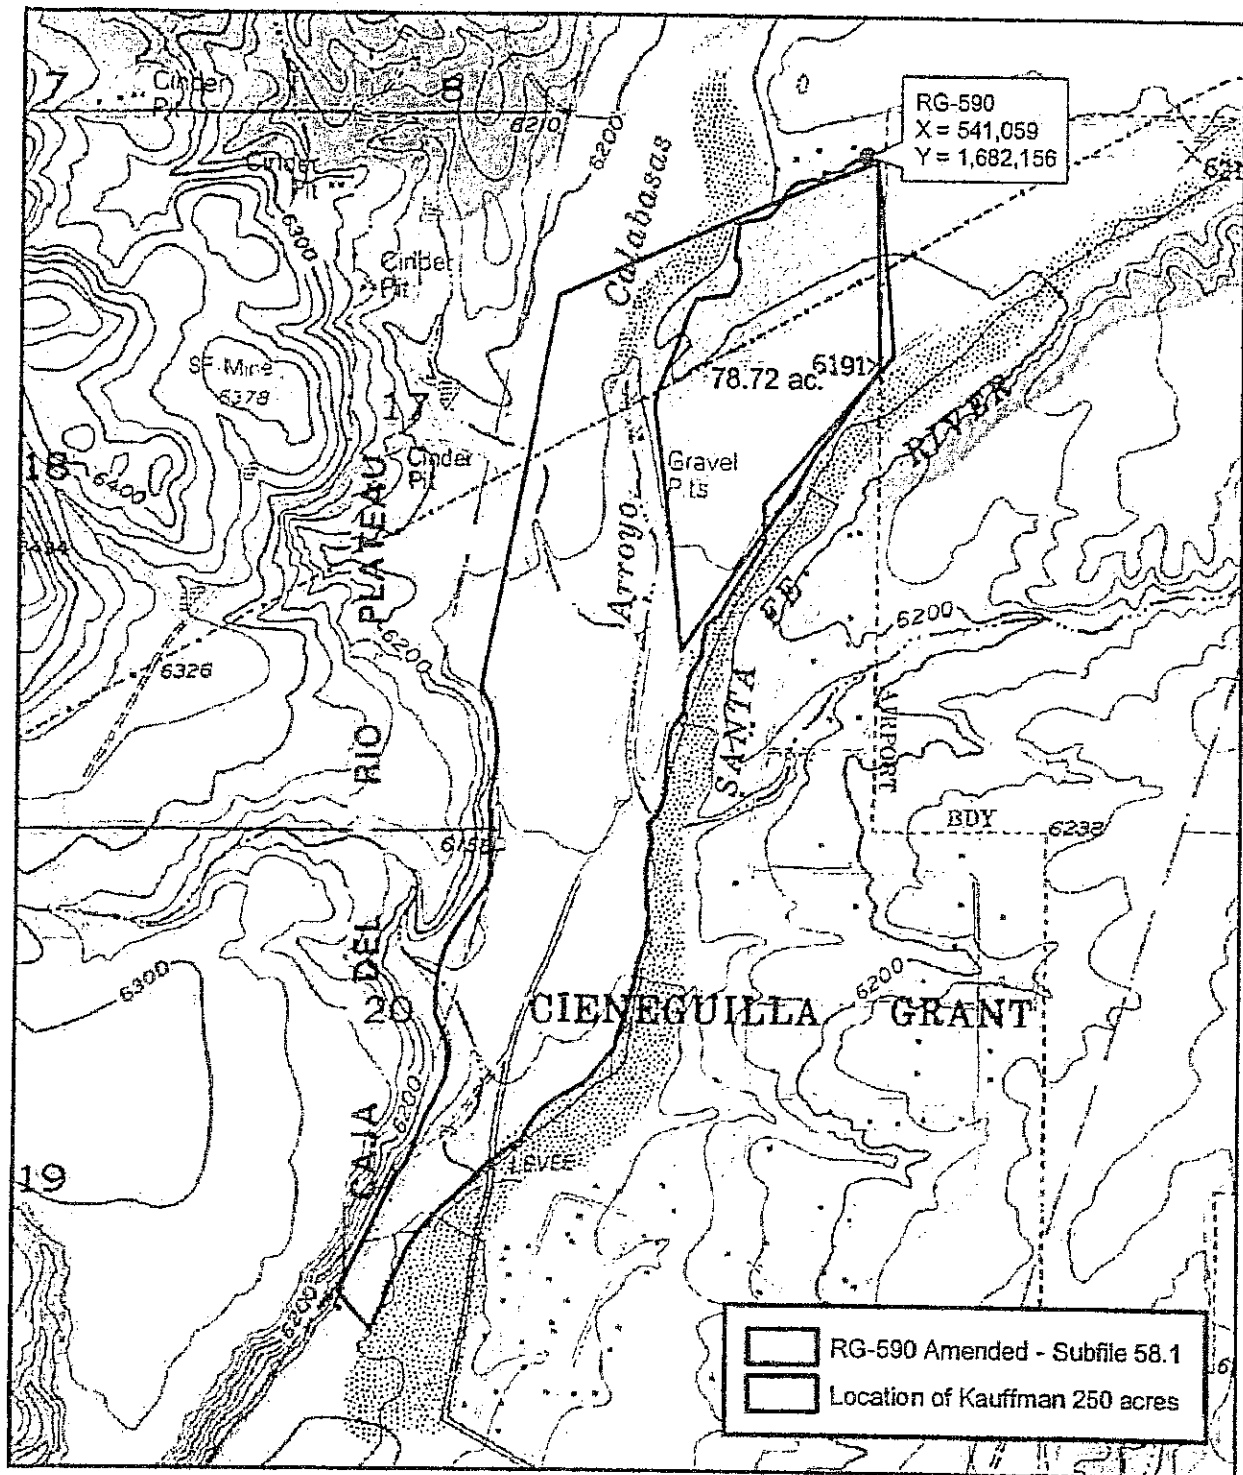 07
Cinder
Pit
8
6210
6200
Calabasas
RG-590
X = 541,059
Y = 1,682,156
Cinder
Pit
6300
Cinder
Pit
SF Mine
6378
17
78.72 ac.
6191
RIVER
18
6400
Cinder
Pit
Gravel
Pits
Arroyo
PLATEAU
FE
6200
6200
6326
SANTA
AIRPORT
RIO
BDY
6238
DEL
6300
20
CIENEGUILLA GRANT
6200
6200
CAJA
19
LEVEE
6200
RG-590 Amended - Subfile 58.1
Location of Kauffman 250 acres